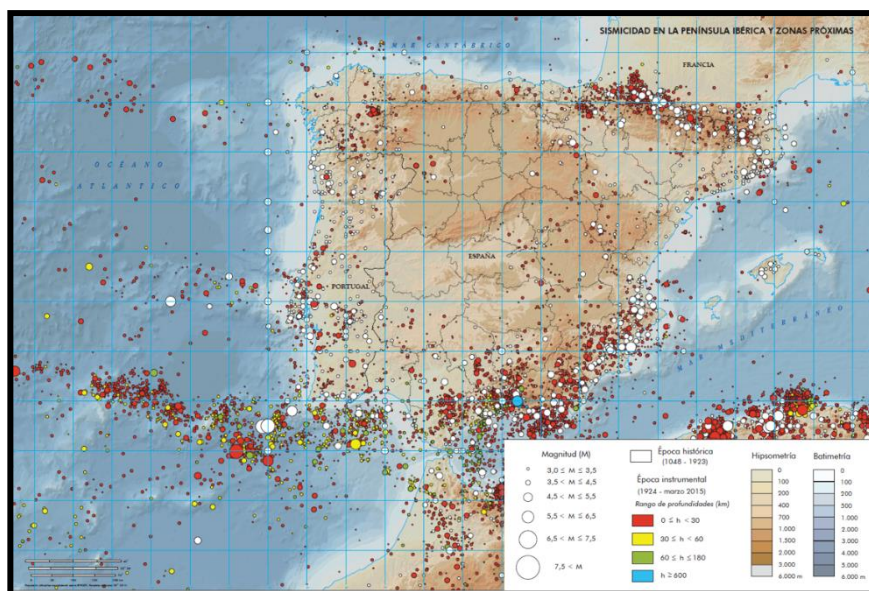 SISMICIDAD EN LA PENÍNSULA IBÉRICA Y ZONAS PRÓXIMAS
MAR CANTÁBRICO
FRANCIA
OCÉANO
ATLÁNTICO
ESPAÑA
PORTUGAL
MAR MEDITERRÁNEO
Magnitud (M)
3,0 ≤ M ≤ 3,5
3,5 < M ≤ 4,5
4,5 < M ≤ 5,5
5,5 < M ≤ 6,5
6,5 < M ≤ 7,5
7,5 < M
Época histórica
(1048 - 1923)
Época instrumental
(1924 - marzo 2015)
Rango de profundidades (km)
0 ≤ h < 30
30 ≤ h < 60
60 ≤ h ≤ 180
h ≥ 600
Hipsometría
0
100
200
400
700
1.000
1.500
2.000
3.000
6.000 m
Batimetría
0
100
200
500
1.000
2.000
3.000
4.000
5.000
6.000 m